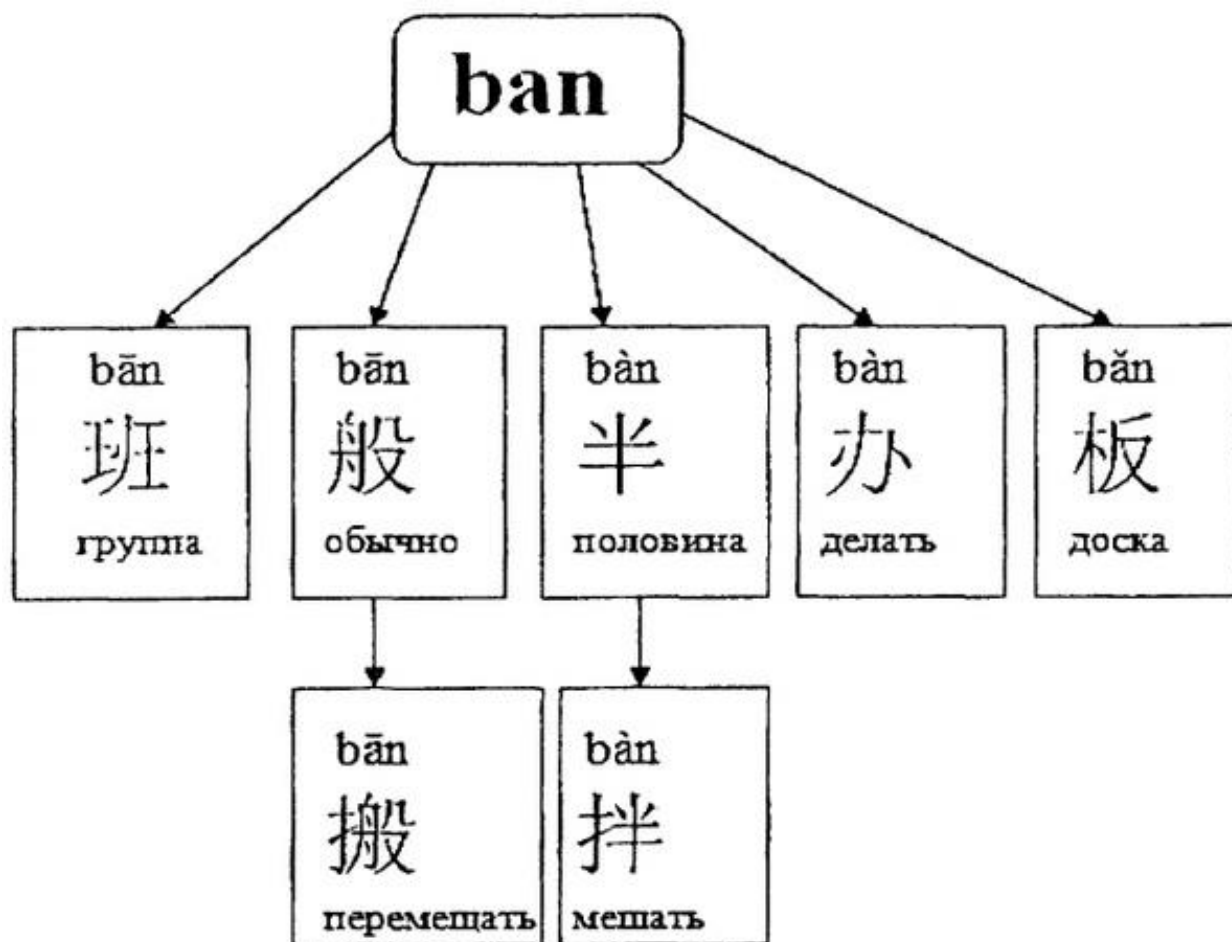 ban
bān
班
группа
bān
般
обычно
bàn
半
половина
bàn
办
делать
bǎn
板
доска
bān
搬
перемещать
bàn
拌
мешать